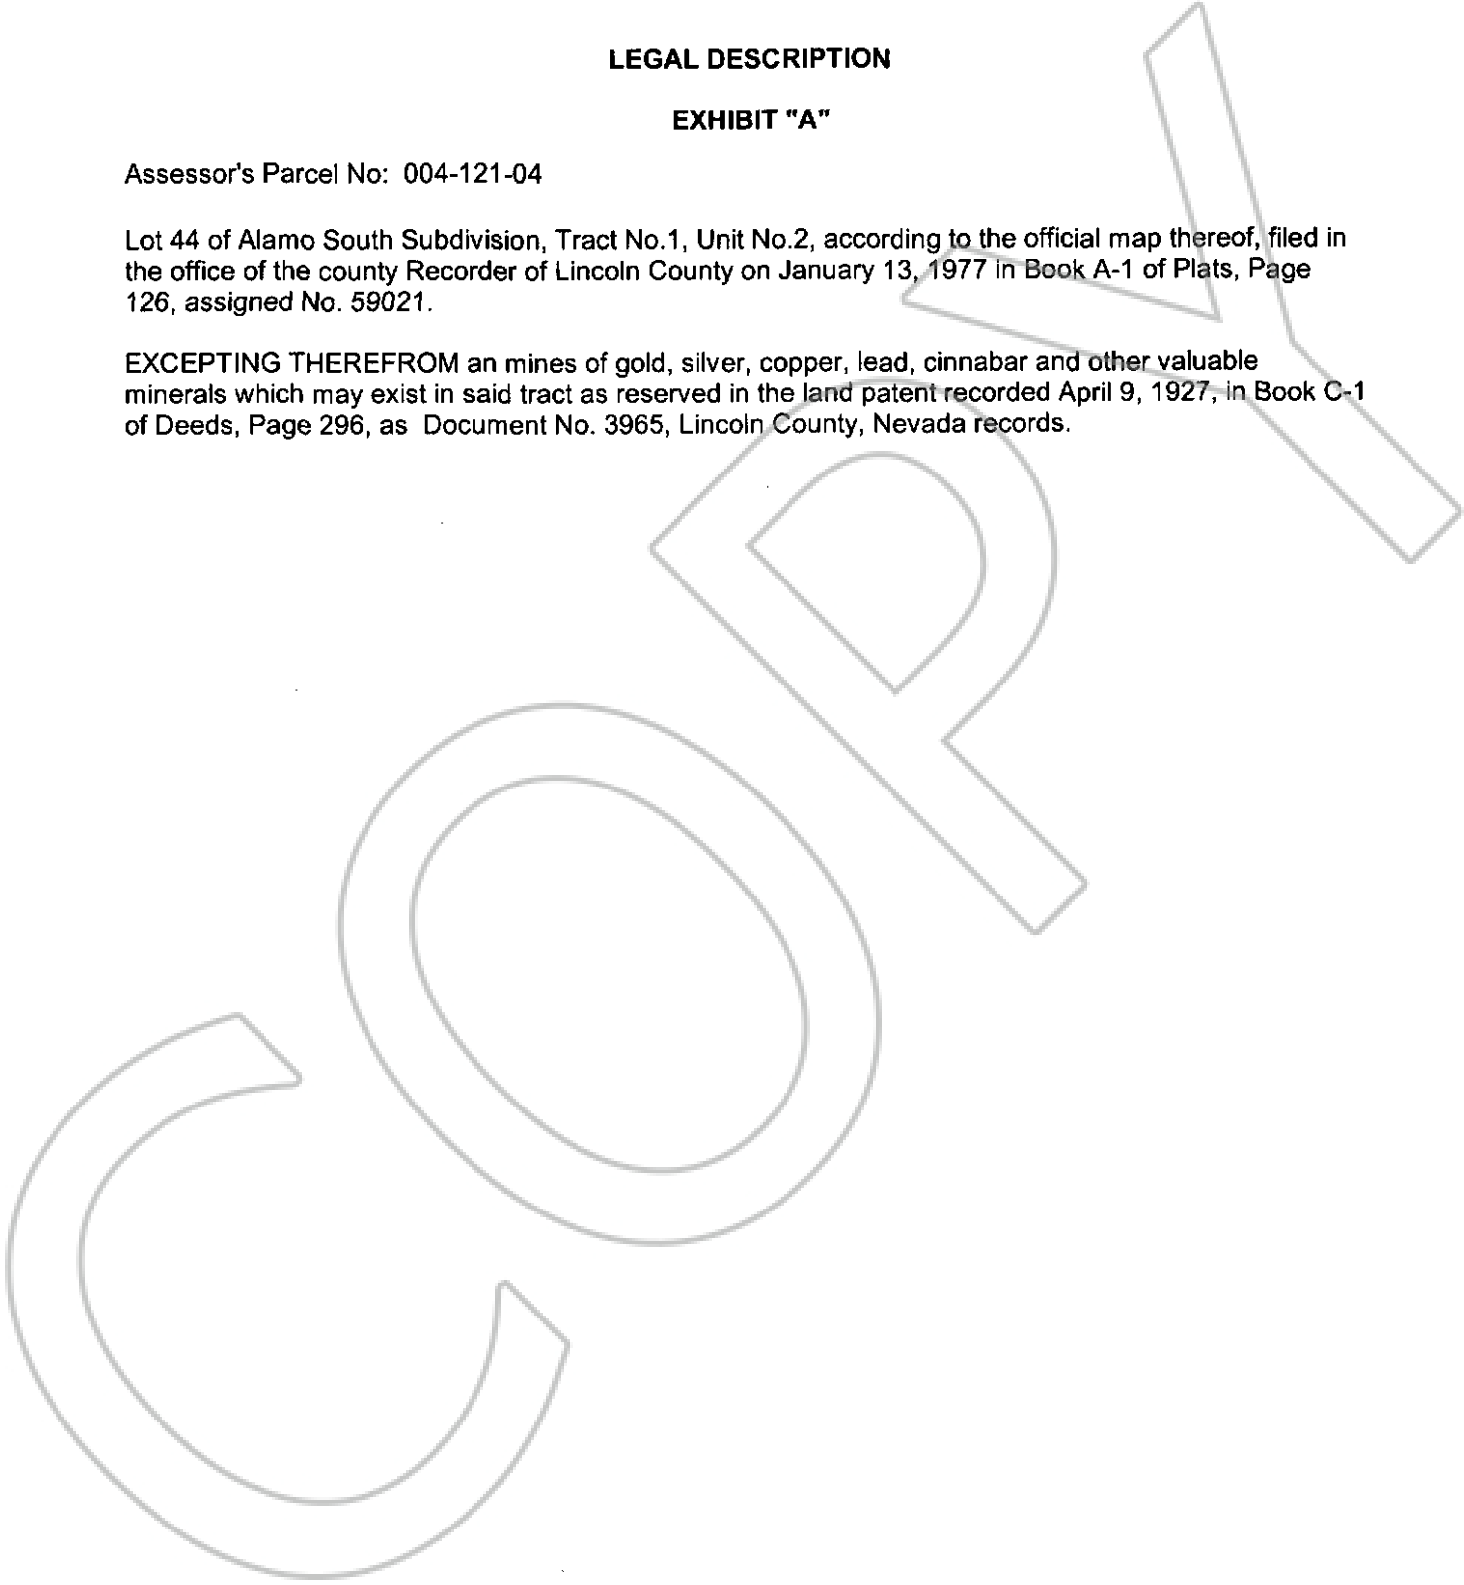 LEGAL DESCRIPTION
EXHIBIT "A"
Assessor's Parcel No: 004-121-04
Lot 44 of Alamo South Subdivision, Tract No.1, Unit No.2, according to the official map thereof, filed in
the office of the county Recorder of Lincoln County on January 13, 1977 in Book A-1 of Plats, Page
126, assigned No. 59021.
EXCEPTING THEREFROM an mines of gold, silver, copper, lead, cinnabar and other valuable
minerals which may exist in said tract as reserved in the land patent recorded April 9, 1927, in Book C-1
of Deeds, Page 296, as Document No. 3965, Lincoln County, Nevada records.
COPY